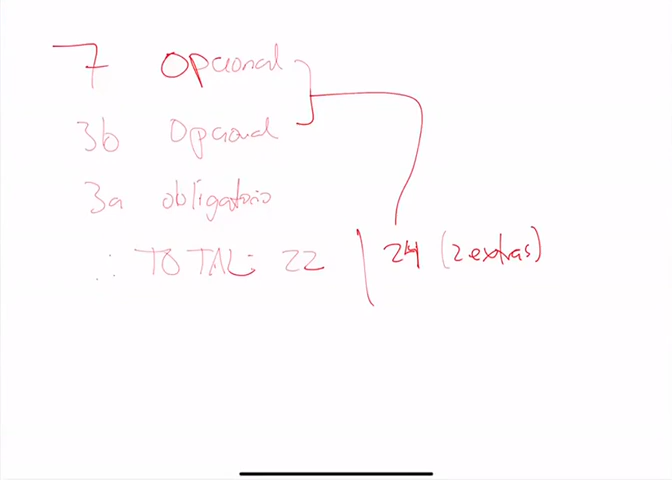 7 Opcional
3b Opcional
3a obligatorio
∴ TOTAL: 22 | 24 (2 extras)